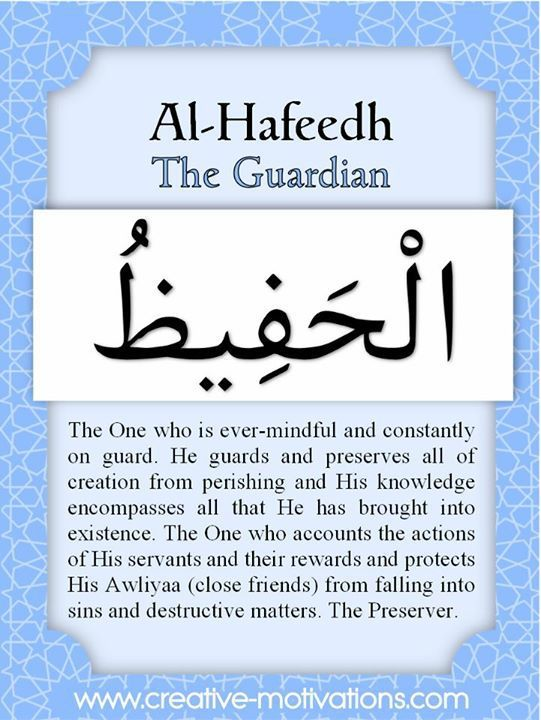 Al-Hafeedh
The Guardian
الْحَفِيظُ
The One who is ever-mindful and constantly
on guard. He guards and preserves all of
creation from perishing and His knowledge
encompasses all that He has brought into
existence. The One who accounts the actions
of His servants and their rewards and protects
His Awliyaa (close friends) from falling into
sins and destructive matters. The Preserver.
www.creative-motivations.com